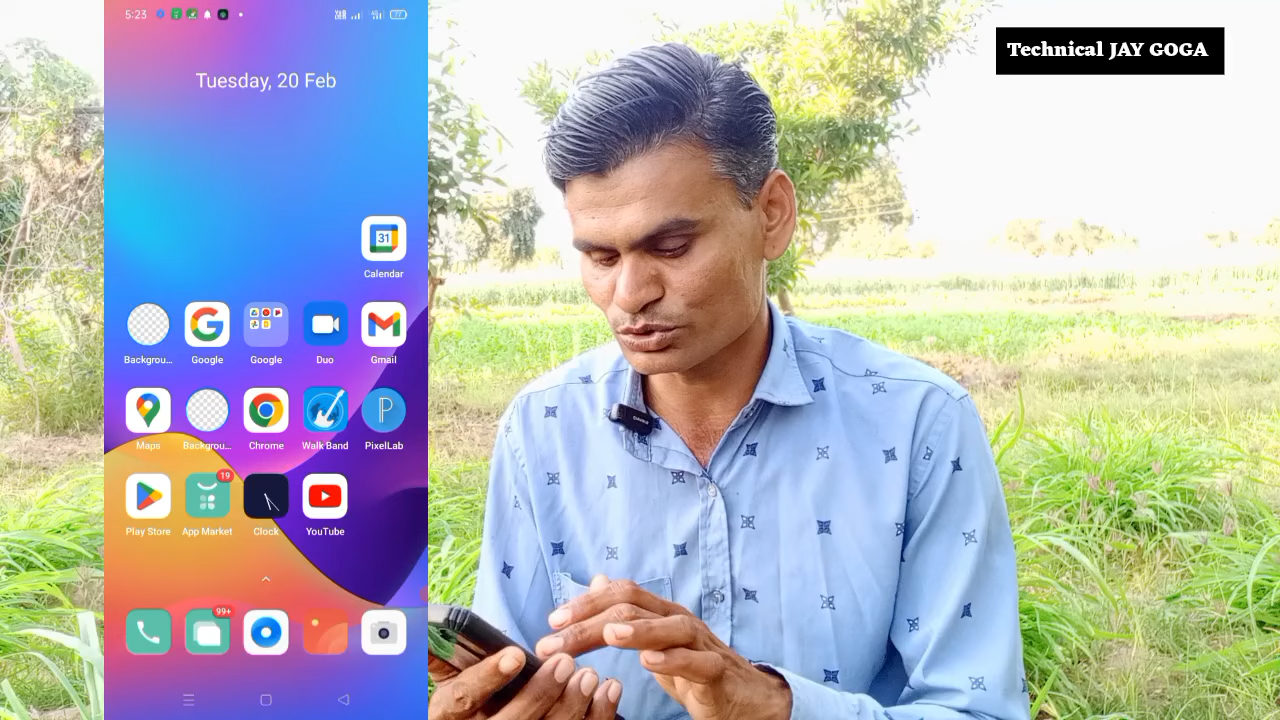 5:23
77
Tuesday, 20 Feb
31
Calendar
Backgrou... Google Google Duo Gmail
Maps Backgrou... Chrome Walk Band PixelLab
19
Play Store App Market Clock YouTube
99+
Technical JAY GOGA